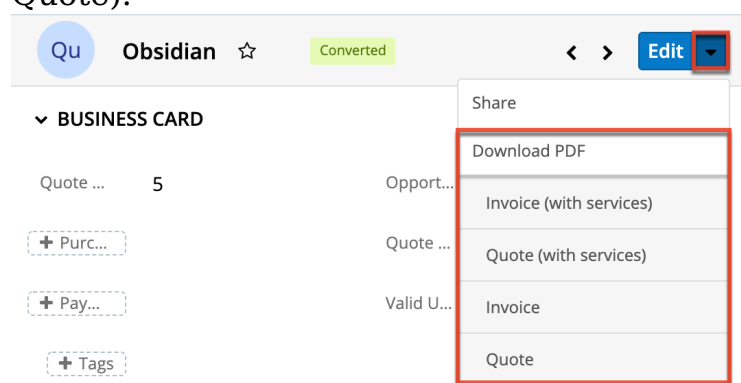 Quote).
Qu Obsidian Converted Edit
Share
BUSINESS CARD
Download PDF
Quote ... 5 Opport...
Invoice (with services)
+ Purc... Quote ...
Quote (with services)
+ Pay... Valid U...
Invoice
+ Tags
Quote